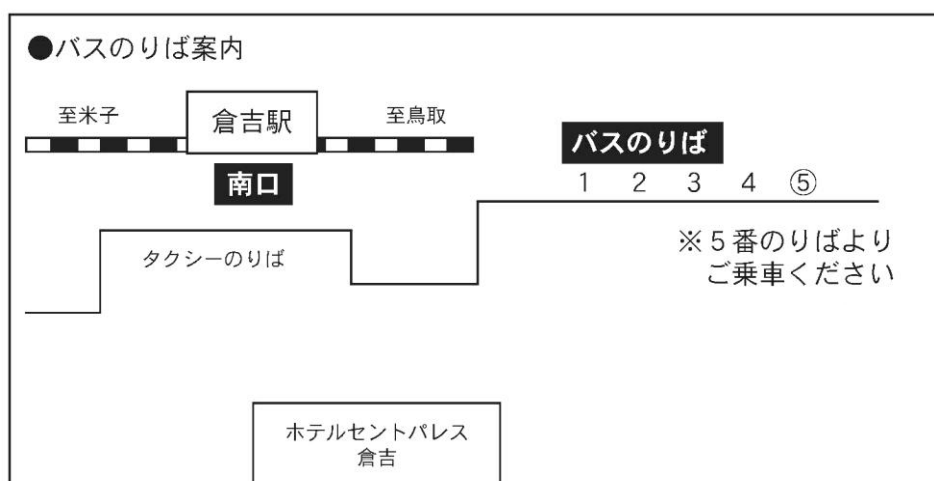 ●バスのりば案内
至米子
倉吉駅
至鳥取
南口
バスのりば
1 2 3 4 ⑤
※5番のりばより
ご乗車ください
タクシーのりば
ホテルセントパレス
倉吉